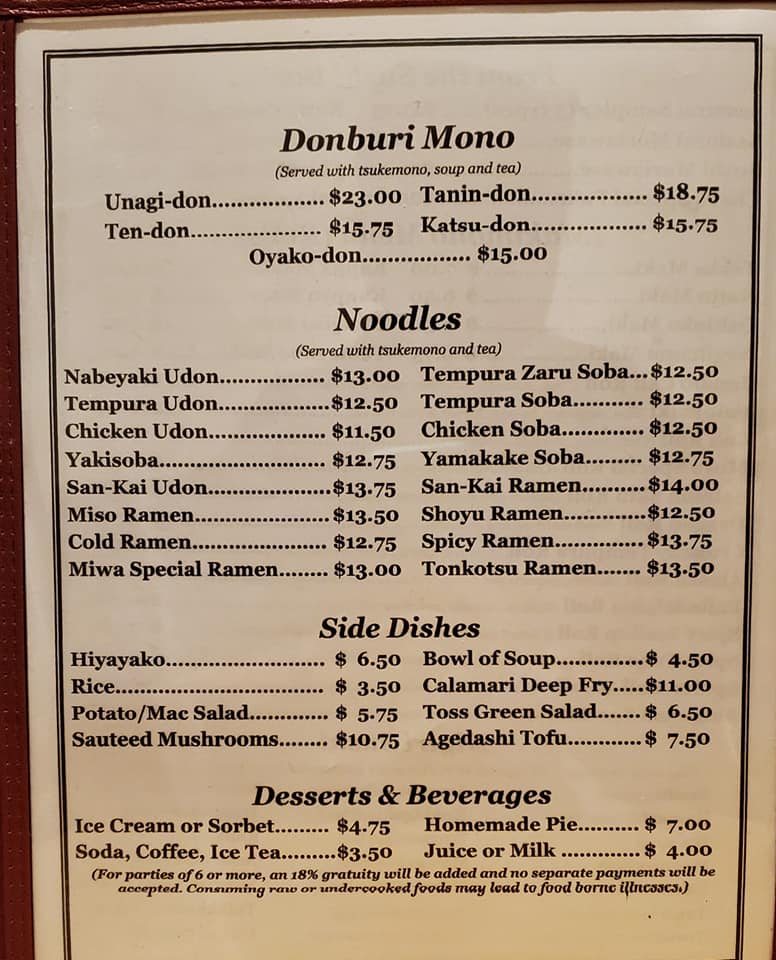 Donburi Mono
(Served with tsukemono, soup and tea)
Unagi-don................. $23.00 Tanin-don.................. $18.75
Ten-don.................... $15.75 Katsu-don.................. $15.75
Oyako-don................. $15.00
Noodles
(Served with tsukemono and tea)
Nabeyaki Udon................ $13.00 Tempura Zaru Soba...$12.50
Tempura Udon.................$12.50 Tempura Soba........... $12.50
Chicken Udon.................. $11.50 Chicken Soba............. $12.50
Yakisoba.......................... $12.75 Yamakake Soba......... $12.75
San-Kai Udon...................$13.75 San-Kai Ramen..........$14.00
Miso Ramen.....................$13.50 Shoyu Ramen.............$12.50
Cold Ramen..................... $12.75 Spicy Ramen.............. $13.75
Miwa Special Ramen........ $13.00 Tonkotsu Ramen....... $13.50
Side Dishes
Hiyayako......................... $ 6.50 Bowl of Soup..............$ 4.50
Rice................................. $ 3.50 Calamari Deep Fry.....$11.00
Potato/Mac Salad............. $ 5.75 Toss Green Salad....... $ 6.50
Sauteed Mushrooms........ $10.75 Agedashi Tofu............$ 7.50
Desserts & Beverages
Ice Cream or Sorbet......... $4.75 Homemade Pie.......... $ 7.00
Soda, Coffee, Ice Tea.........$3.50 Juice or Milk ............. $ 4.00
(For parties of 6 or more, an 18% gratuity will be added and no separate payments will be
accepted. Consuming raw or undercooked foods may lead to food borne illnesses.)